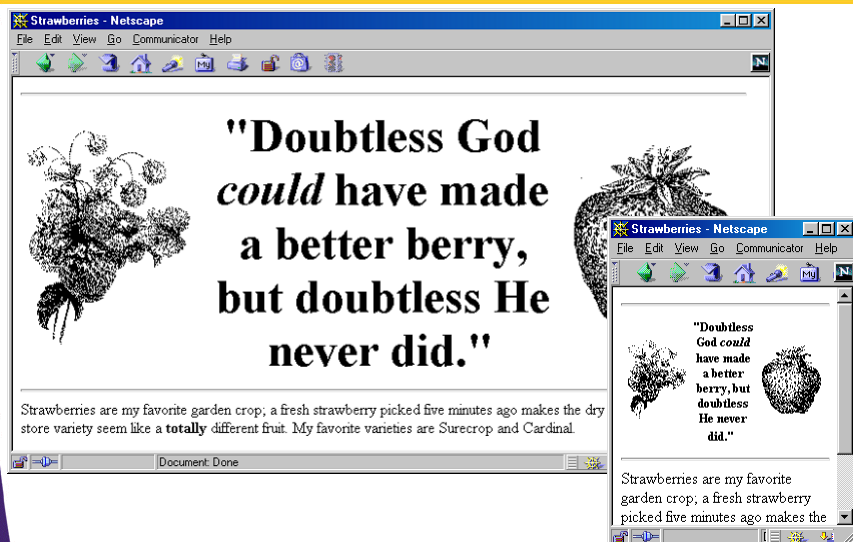 Strawberries - Netscape
File Edit View Go Communicator Help
My
N
"Doubtless God
could have made
a better berry,
but doubtless He
never did."
Strawberries are my favorite garden crop; a fresh strawberry picked five minutes ago makes the dry
store variety seem like a totally different fruit. My favorite varieties are Surecrop and Cardinal.
Document: Done
Strawberries - Netscape
File Edit View Go Communicator Help
My
N
"Doubtless
God could
have made
a better
berry, but
doubtless
He never
did."
Strawberries are my favorite
garden crop; a fresh strawberry
picked five minutes ago makes the